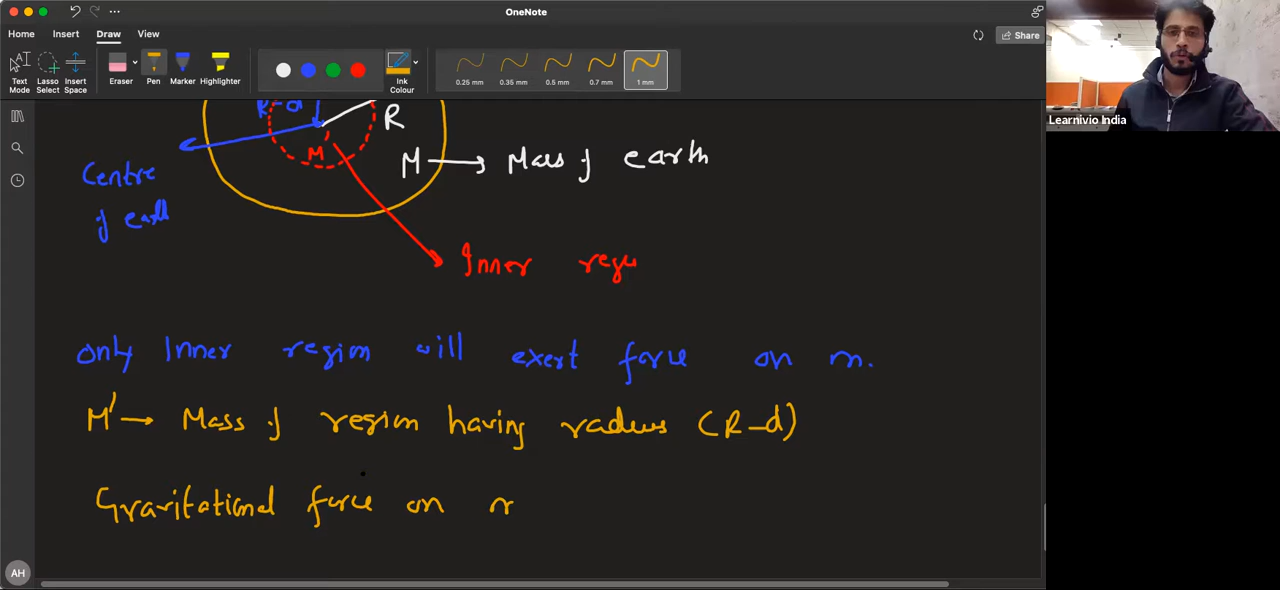 OneNote
Home Insert Draw View
Share
Text Mode
Lasso Select
Insert Space
Eraser
Pen
Marker
Highlighter
Ink Colour
0.25 mm
0.35 mm
0.5 mm
0.7 mm
1 mm
Learnivio India
R-d
R
M
M → Mass of earth
Centre
of earth
Inner
Only Inner region will exert force on m.
M' → Mass of region having radius (R-d)
Gravitational force on
AH